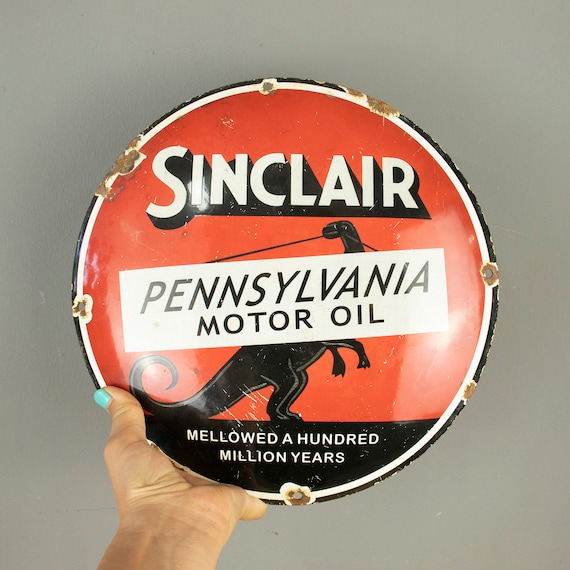 SINCLAIR
PENNSYLVANIA
MOTOR OIL
MELLOWED A HUNDRED
MILLION YEARS